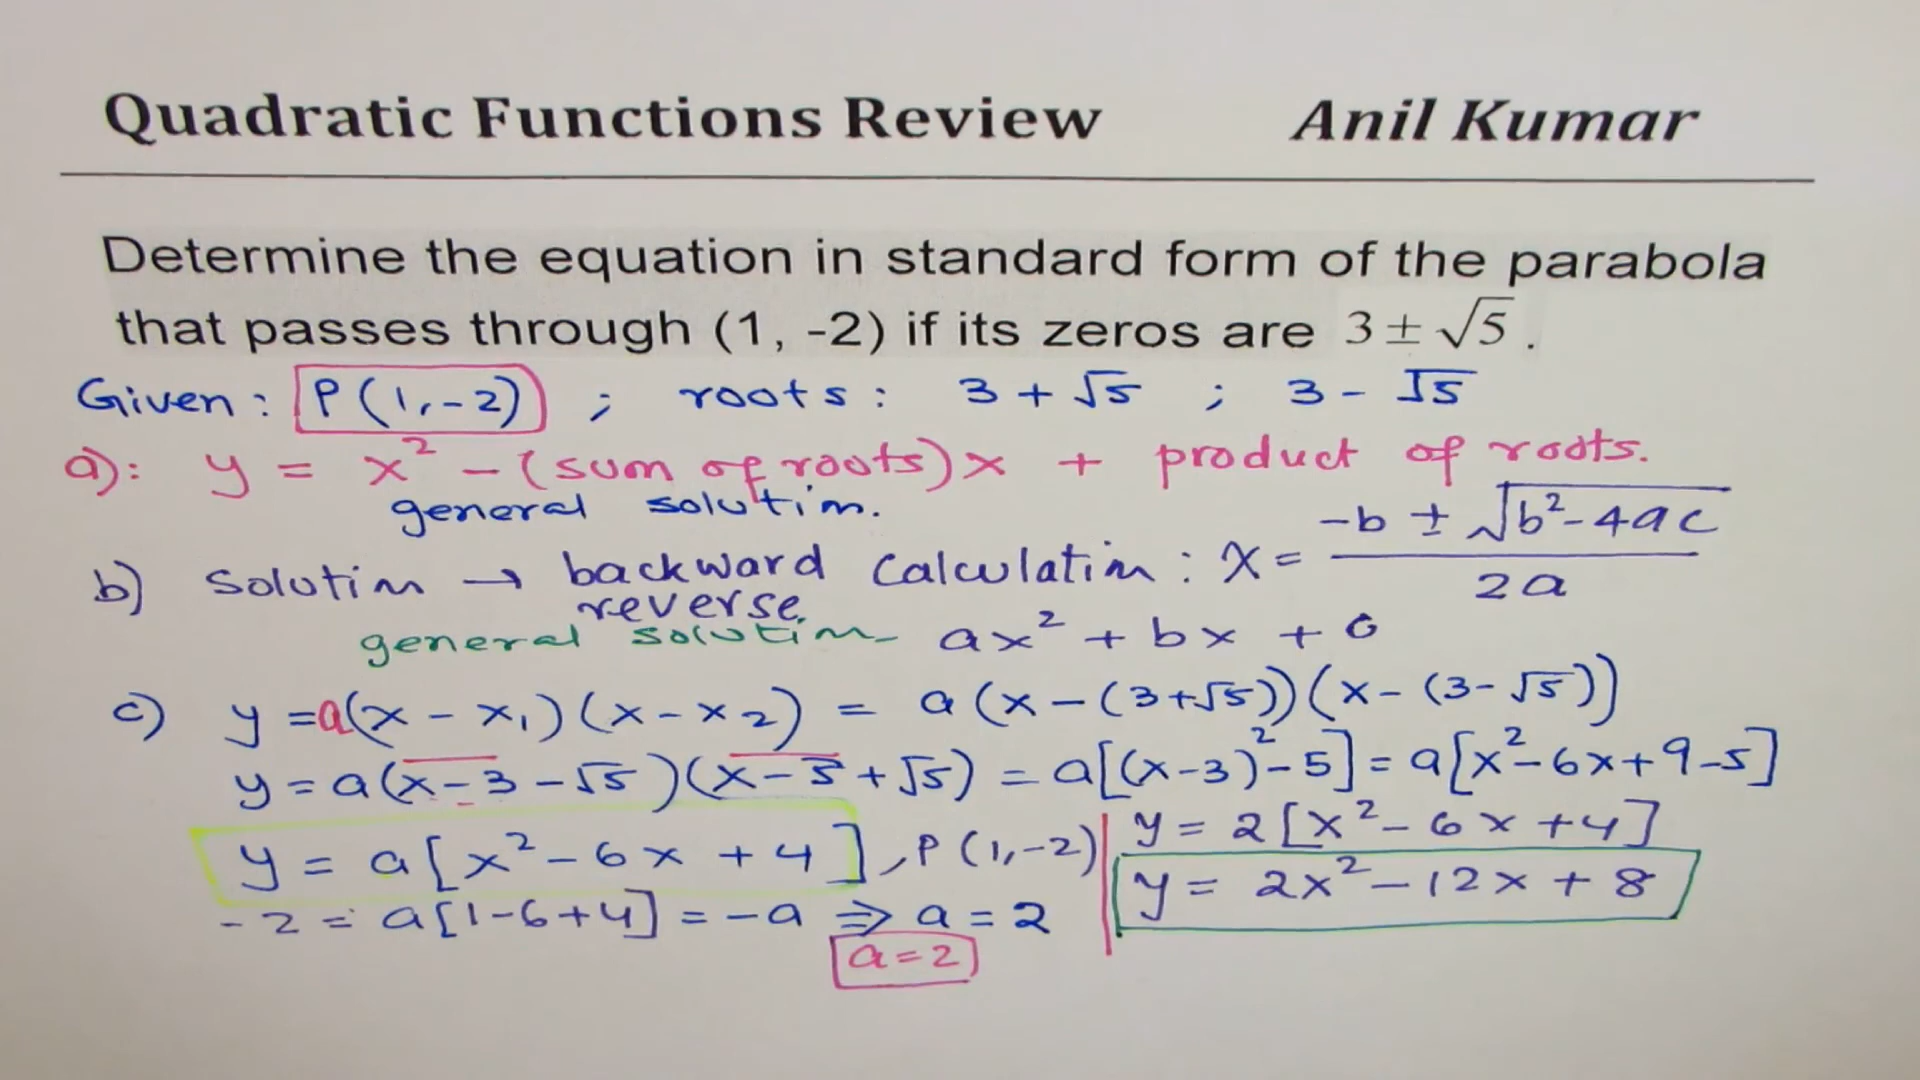 Quadratic Functions Review Anil Kumar
Determine the equation in standard form of the parabola
that passes through (1, -2) if its zeros are 3 ± √5 .
Given : P(1,-2) ; roots : 3 + √5 ; 3 - √5
a): y = x² - (sum of roots)x + product of roots.
general solution.
b) Solution → backward calculation : x = (-b ± √(b²-4ac))/2a
reverse
general solution ax² + bx + c
c) y = a(x - x₁)(x - x₂) = a(x - (3+√5))(x - (3-√5))
y = a(x-3-√5)(x-3+√5) = a[(x-3)²-5] = a[x²-6x+9-5]
y = a[x²-6x+4], P(1,-2)
-2 = a[1-6+4] = -a ⇒ a = 2
a=2
y = 2[x²-6x+4]
y = 2x²-12x+8